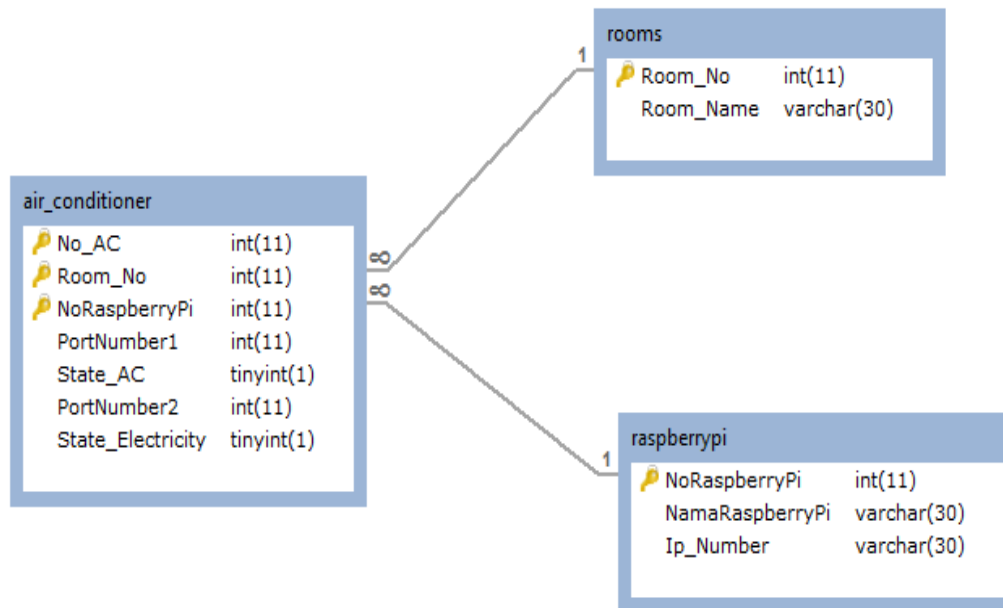 rooms
1
Room_No int(11)
Room_Name varchar(30)
air_conditioner
No_AC int(11)
Room_No int(11)
NoRaspberryPi int(11)
PortNumber1 int(11)
State_AC tinyint(1)
PortNumber2 int(11)
State_Electricity tinyint(1)
∞
∞
raspberrypi
1
NoRaspberryPi int(11)
NamaRaspberryPi varchar(30)
Ip_Number varchar(30)